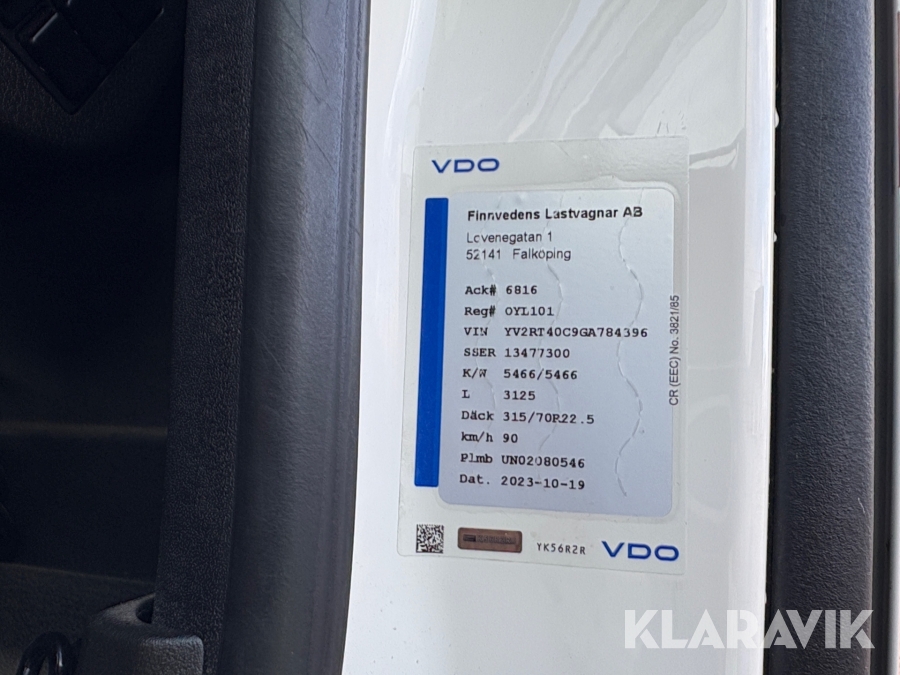 VDO
Finnvedens Lastvagnar AB
Lovenegatan 1
52141 Falköping
Ack# 6816
Reg# OYL101
VIN YV2RT40C9GA784396
SSER 13477300
K/W 5466/5466
L 3125
Däck 315/70R22.5
km/h 90
Plmb UN02080546
Dat. 2023-10-19
CR (EEC) No. 3821/85
YK56R2R VDO
KLARAVIK